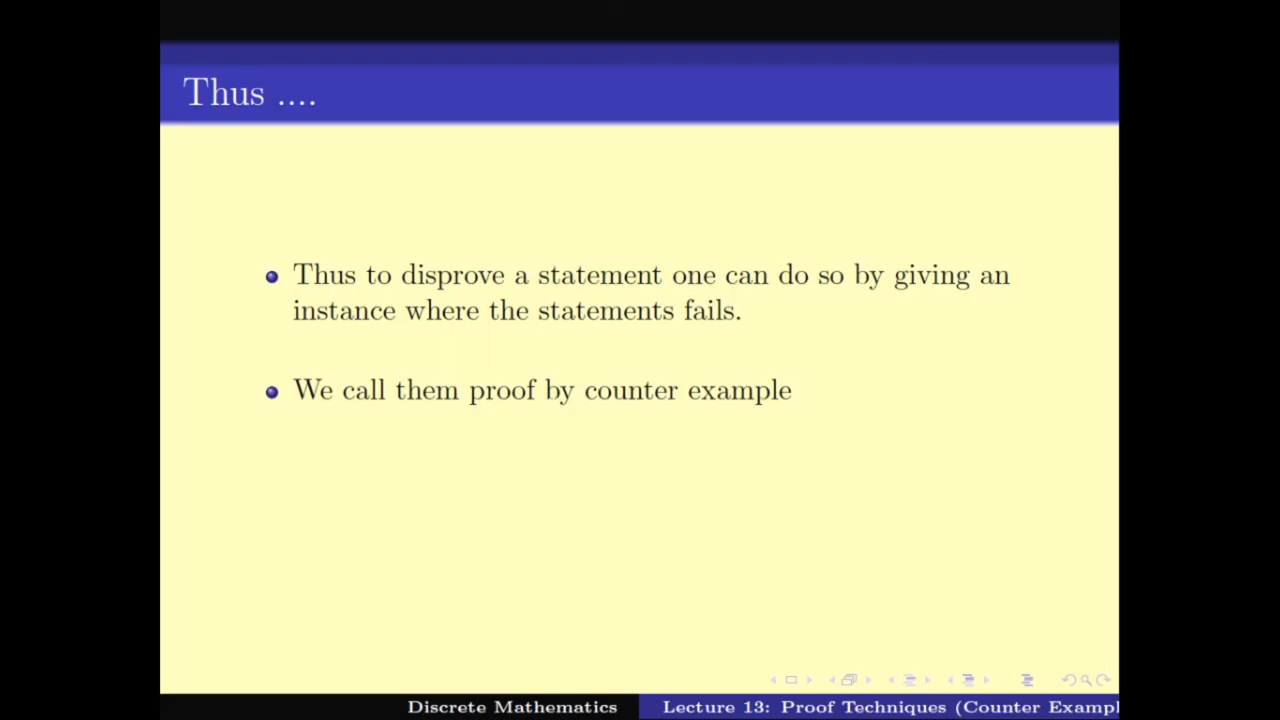 Thus ....
Thus to disprove a statement one can do so by giving an
instance where the statements fails.
We call them proof by counter example
Discrete Mathematics
Lecture 13: Proof Techniques (Counter Exampl